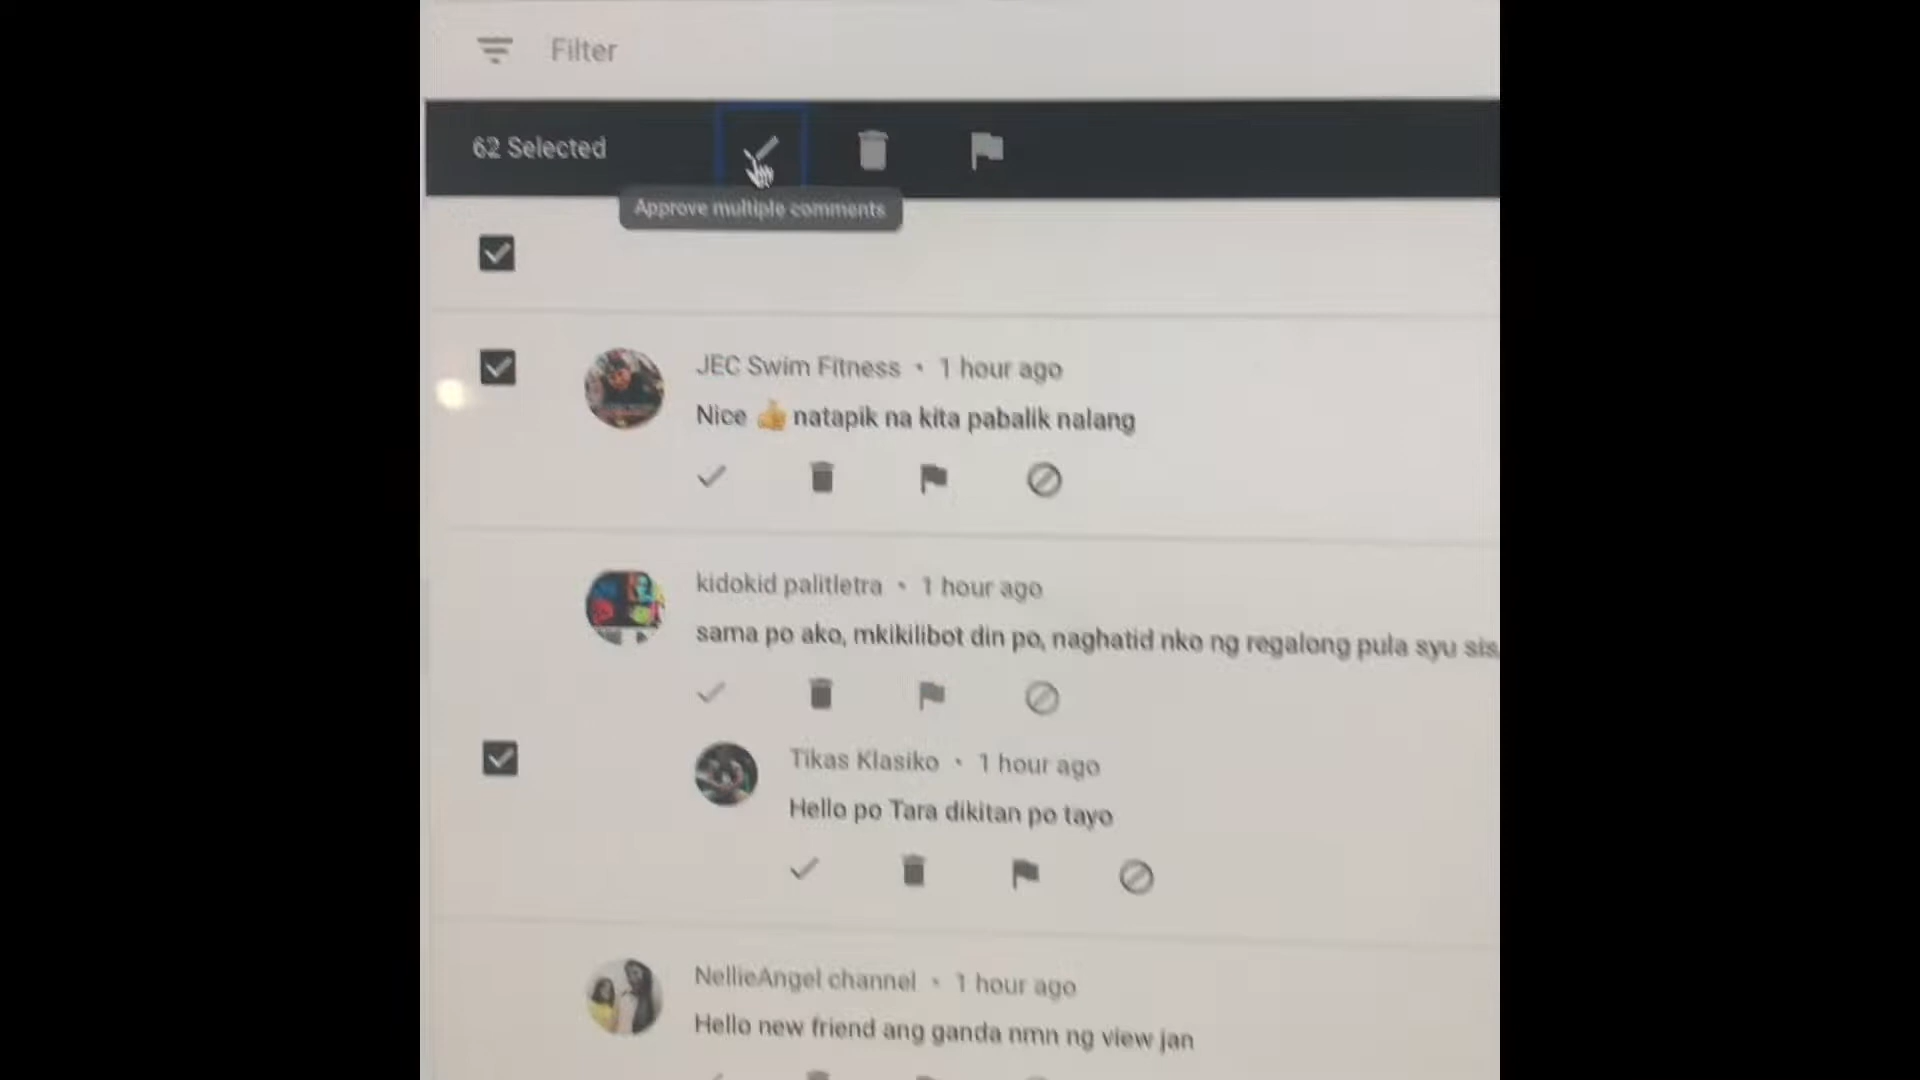 Filter
62 Selected
Approve multiple comments
JEC Swim Fitness • 1 hour ago
Nice 👍 natapik na kita pabalik nalang
kidokid palitletra • 1 hour ago
sama po ako, mkikilibot din po, naghatid nko ng regalong pula syu sis,
Tikas Klasiko • 1 hour ago
Hello po Tara dikitan po tayo
NellieAngel channel • 1 hour ago
Hello new friend ang ganda nmn ng view jan